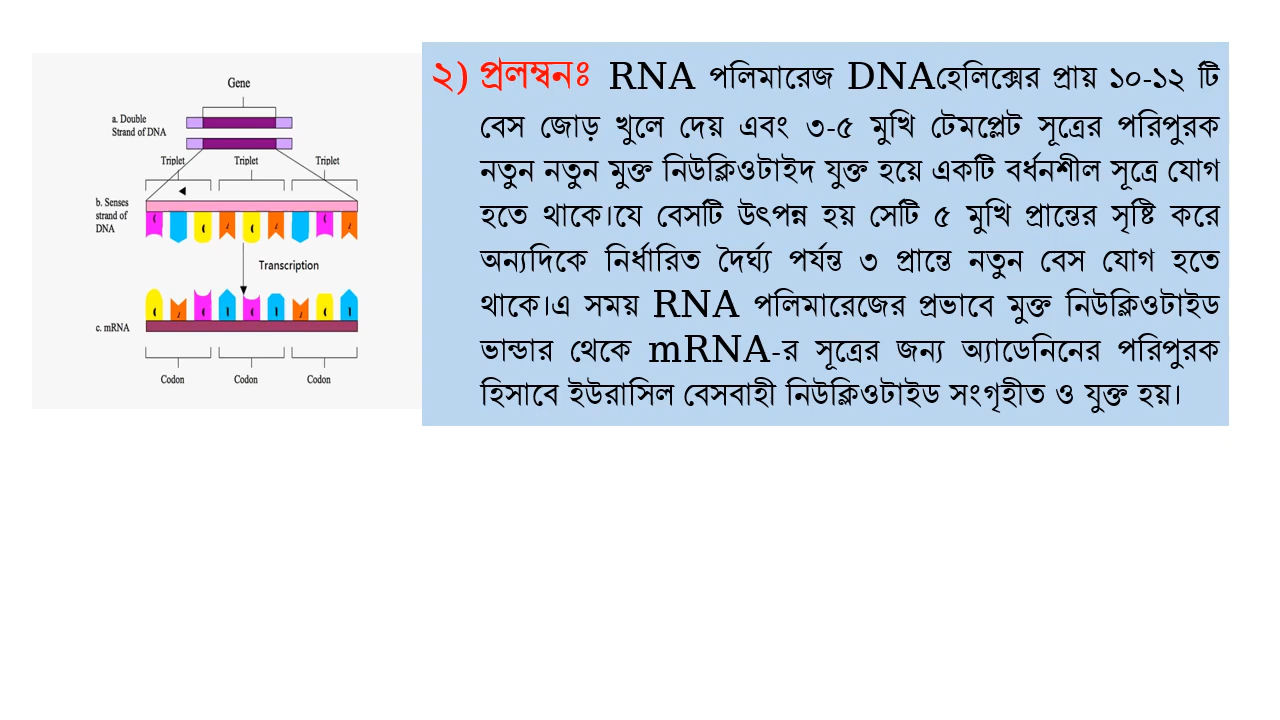 Gene
a. Double
Strand of DNA
Triplet Triplet Triplet
b. Senses
strand of
DNA
Transcription
c. mRNA
Codon Codon Codon
২) প্রলম্বনঃ RNA পলিমারেজ DNAহেলিক্সের প্রায় ১০-১২ টি
বেস জোড় খুলে দেয় এবং ৩-৫ মুখি টেমপ্লেট সূত্রের পরিপুরক
নতুন নতুন মুক্ত নিউক্লিওটাইদ যুক্ত হয়ে একটি বর্ধনশীল সূত্রে যোগ
হতে থাকে।যে বেসটি উৎপন্ন হয় সেটি ৫ মুখি প্রান্তের সৃষ্টি করে
অন্যদিকে নির্ধারিত দৈর্ঘ্য পর্যন্ত ৩ প্রান্তে নতুন বেস যোগ হতে
থাকে।এ সময় RNA পলিমারেজের প্রভাবে মুক্ত নিউক্লিওটাইড
ভান্ডার থেকে mRNA-র সূত্রের জন্য অ্যাডেনিনের পরিপুরক
হিসাবে ইউরাসিল বেসবাহী নিউক্লিওটাইড সংগৃহীত ও যুক্ত হয়।